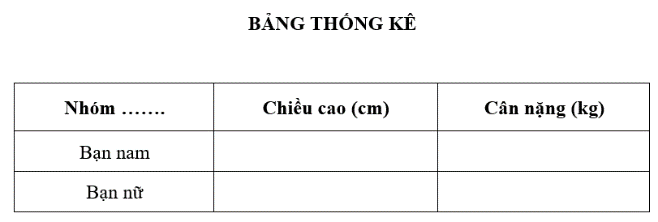 BẢNG THỐNG KÊ
Nhóm ……. Chiều cao (cm) Cân nặng (kg)
Bạn nam
Bạn nữ